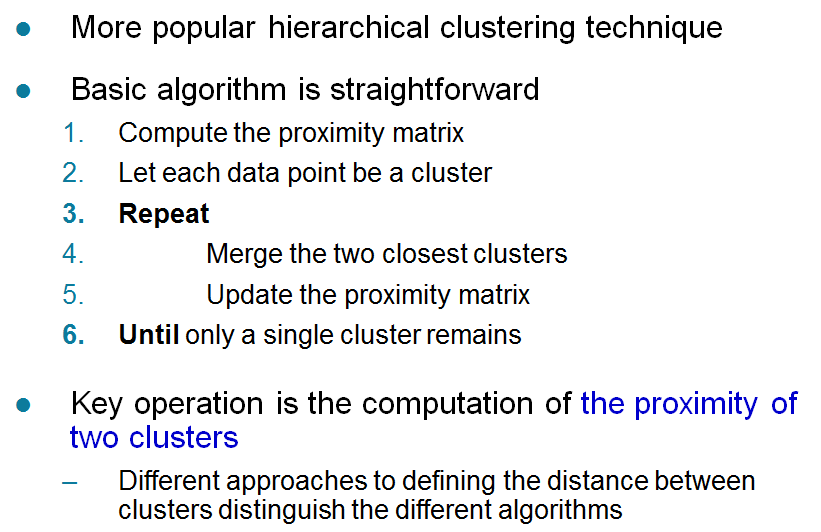 ● More popular hierarchical clustering technique
● Basic algorithm is straightforward
1. Compute the proximity matrix
2. Let each data point be a cluster
3. Repeat
4. Merge the two closest clusters
5. Update the proximity matrix
6. Until only a single cluster remains
● Key operation is the computation of the proximity of
two clusters
– Different approaches to defining the distance between
clusters distinguish the different algorithms